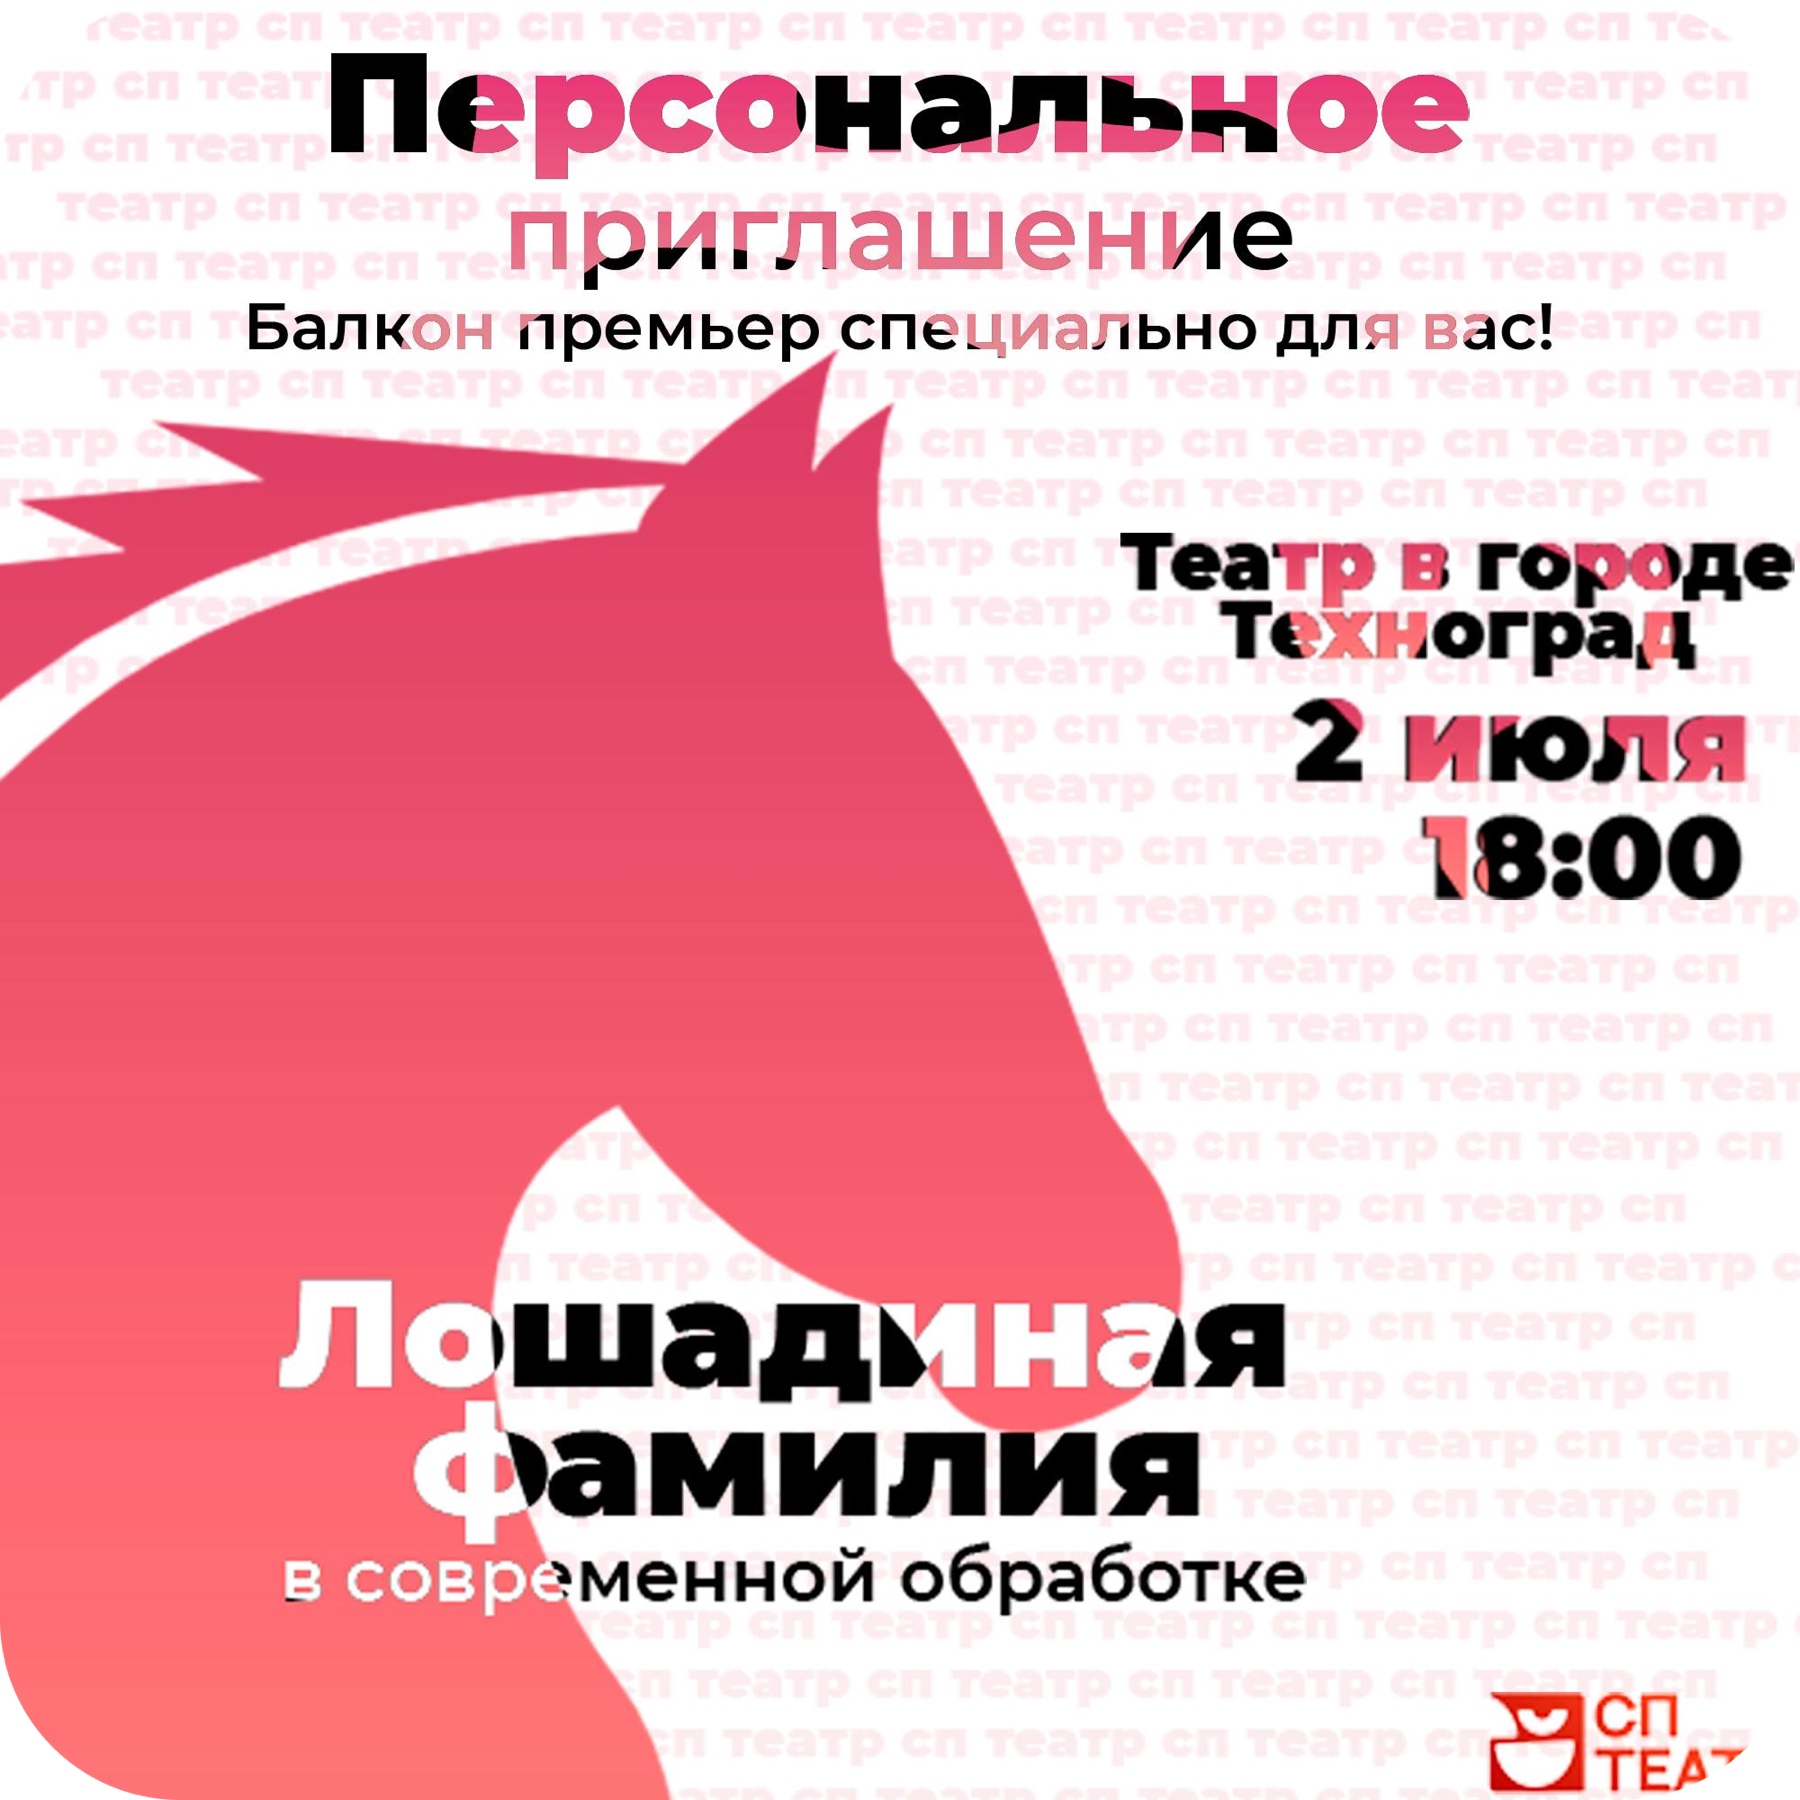 Персональное
приглашение
Балкон премьер специально для вас!
Театр в городе
Техноград
2 июля
18:00
Лошадиная
фамилия
в современной обработке
СП
ТЕАТ